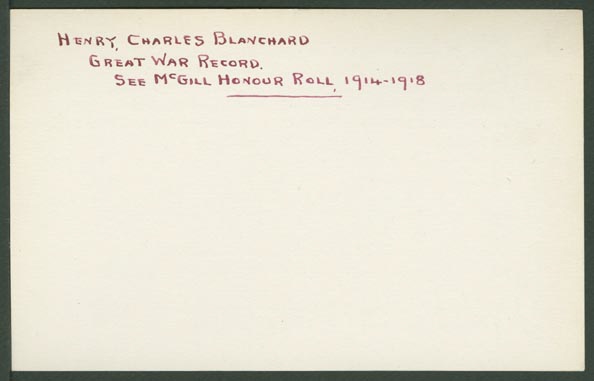 HENRY, CHARLES BLANCHARD
GREAT WAR RECORD.
SEE McGILL HONOUR ROLL, 1914-1918